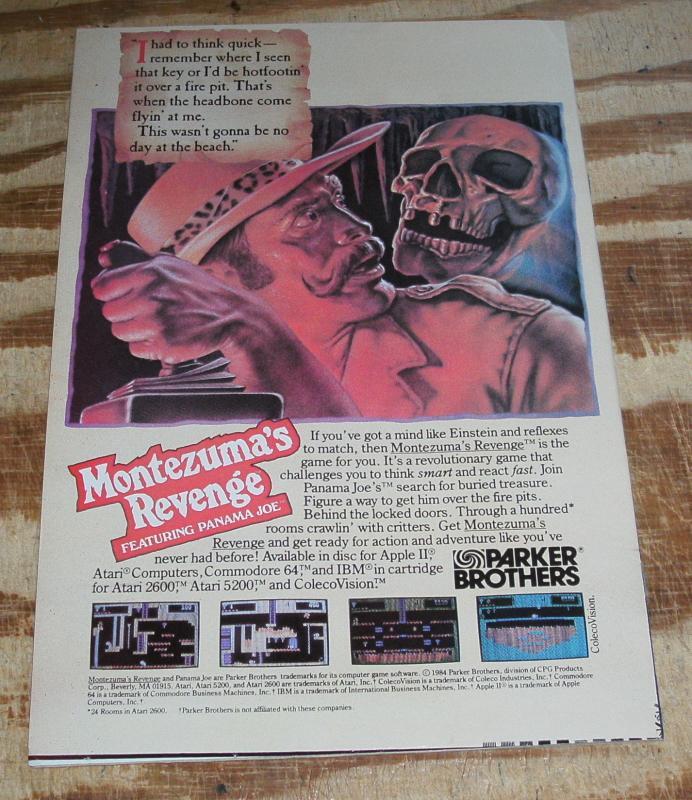 "I had to think quick—
remember where I seen
that key or I'd be hotfootin'
it over a fire pit. That's
when the headbone come
flyin' at me.
This wasn't gonna be no
day at the beach."
Montezuma's
Revenge
FEATURING PANAMA JOE™
If you've got a mind like Einstein and reflexes
to match, then Montezuma's Revenge™ is the
game for you. It's a revolutionary game that
challenges you to think smart and react fast. Join
Panama Joe's™ search for buried treasure.
Figure a way to get him over the fire pits.
Behind the locked doors. Through a hundred*
rooms crawlin' with critters. Get Montezuma's
Revenge and get ready for action and adventure like you've
never had before! Available in disc for Apple II,®
Atari® Computers, Commodore 64,™ and IBM® in cartridge
for Atari 2600,™ Atari 5200,™ and ColecoVision.™
PARKER
BROTHERS®
ColecoVision.
Montezuma's Revenge and Panama Joe are Parker Brothers trademarks for its computer game software. © 1984 Parker Brothers, division of CPG Products
Corp., Beverly, MA 01915. Atari, Atari 5200, and Atari 2600 are trademarks of Atari, Inc.† ColecoVision is a trademark of Coleco Industries, Inc.† Commodore
64 is a trademark of Commodore Business Machines, Inc.† IBM is a trademark of International Business Machines, Inc.† Apple II® is a trademark of Apple
Computers, Inc.†
*24 Rooms in Atari 2600. †Parker Brothers is not affiliated with these companies.